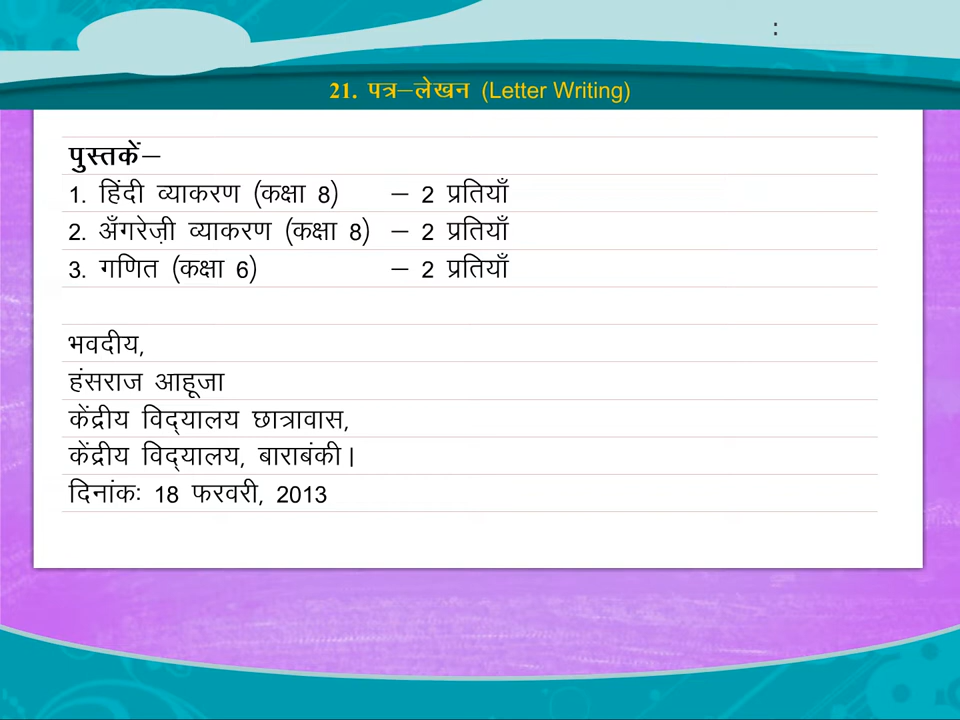 :
21. पत्र–लेखन (Letter Writing)
पुस्तकें–
1. हिंदी व्याकरण (कक्षा 8) – 2 प्रतियाँ
2. अँगरेज़ी व्याकरण (कक्षा 8) – 2 प्रतियाँ
3. गणित (कक्षा 6) – 2 प्रतियाँ
भवदीय,
हंसराज आहूजा
केंद्रीय विद्‌यालय छात्रावास,
केंद्रीय विद्‌यालय, बाराबंकी।
दिनांकः 18 फरवरी, 2013